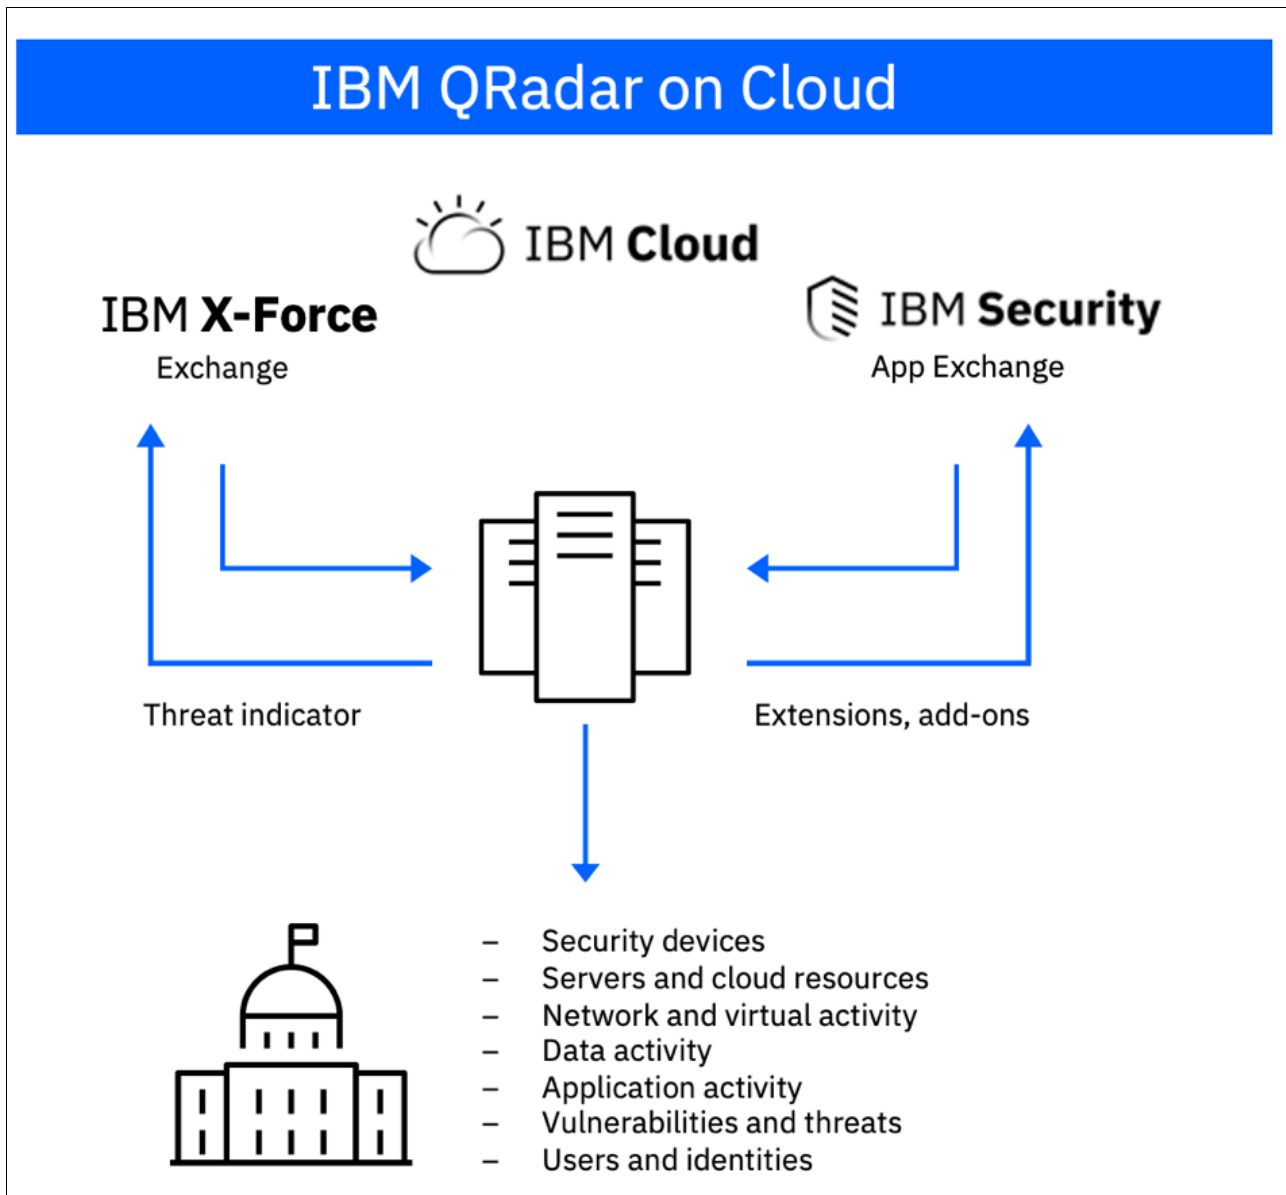 IBM QRadar on Cloud
IBM Cloud
IBM X-Force
Exchange
IBM Security
App Exchange
Threat indicator
Extensions, add-ons
– Security devices
– Servers and cloud resources
– Network and virtual activity
– Data activity
– Application activity
– Vulnerabilities and threats
– Users and identities